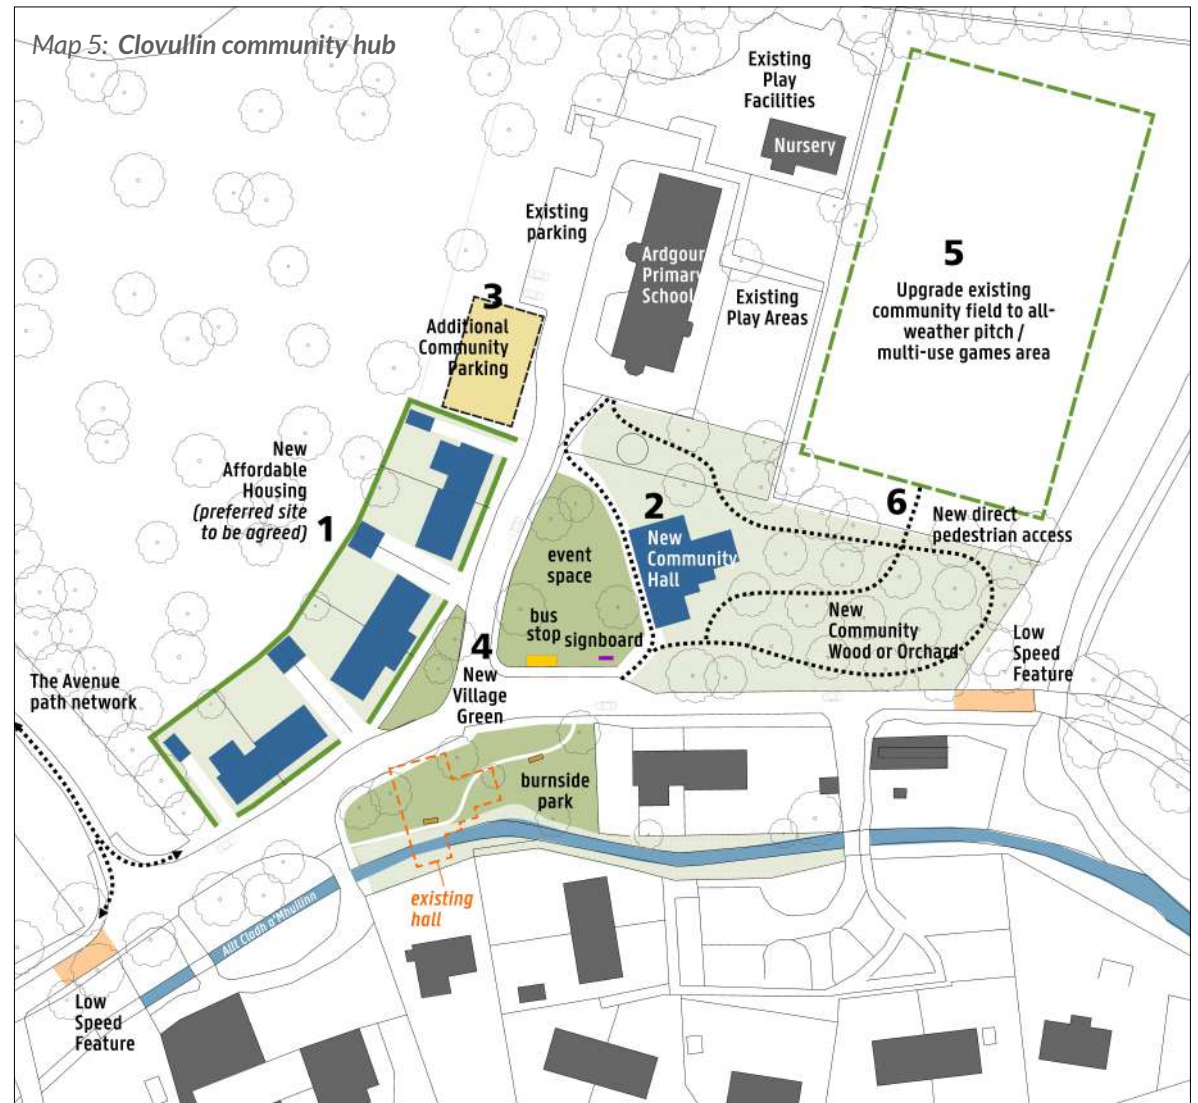 Map 5: Clovullin community hub
Existing
Play
Facilities
Nursery
Existing
parking
Ardgour
Primary
School
Existing
Play Areas
5
Upgrade existing
community field to all-
weather pitch /
multi-use games area
3
Additional
Community
Parking
New
Affordable
Housing
(preferred site
to be agreed)
1
2
New
Community
Hall
6
New direct
pedestrian access
event
space
bus
stop
signboard
New
Community
Wood or Orchard
Low
Speed
Feature
4
New
Village
Green
The Avenue
path network
burnside
park
existing
hall
Allt Cladh a'Mhuilinn
Low
Speed
Feature